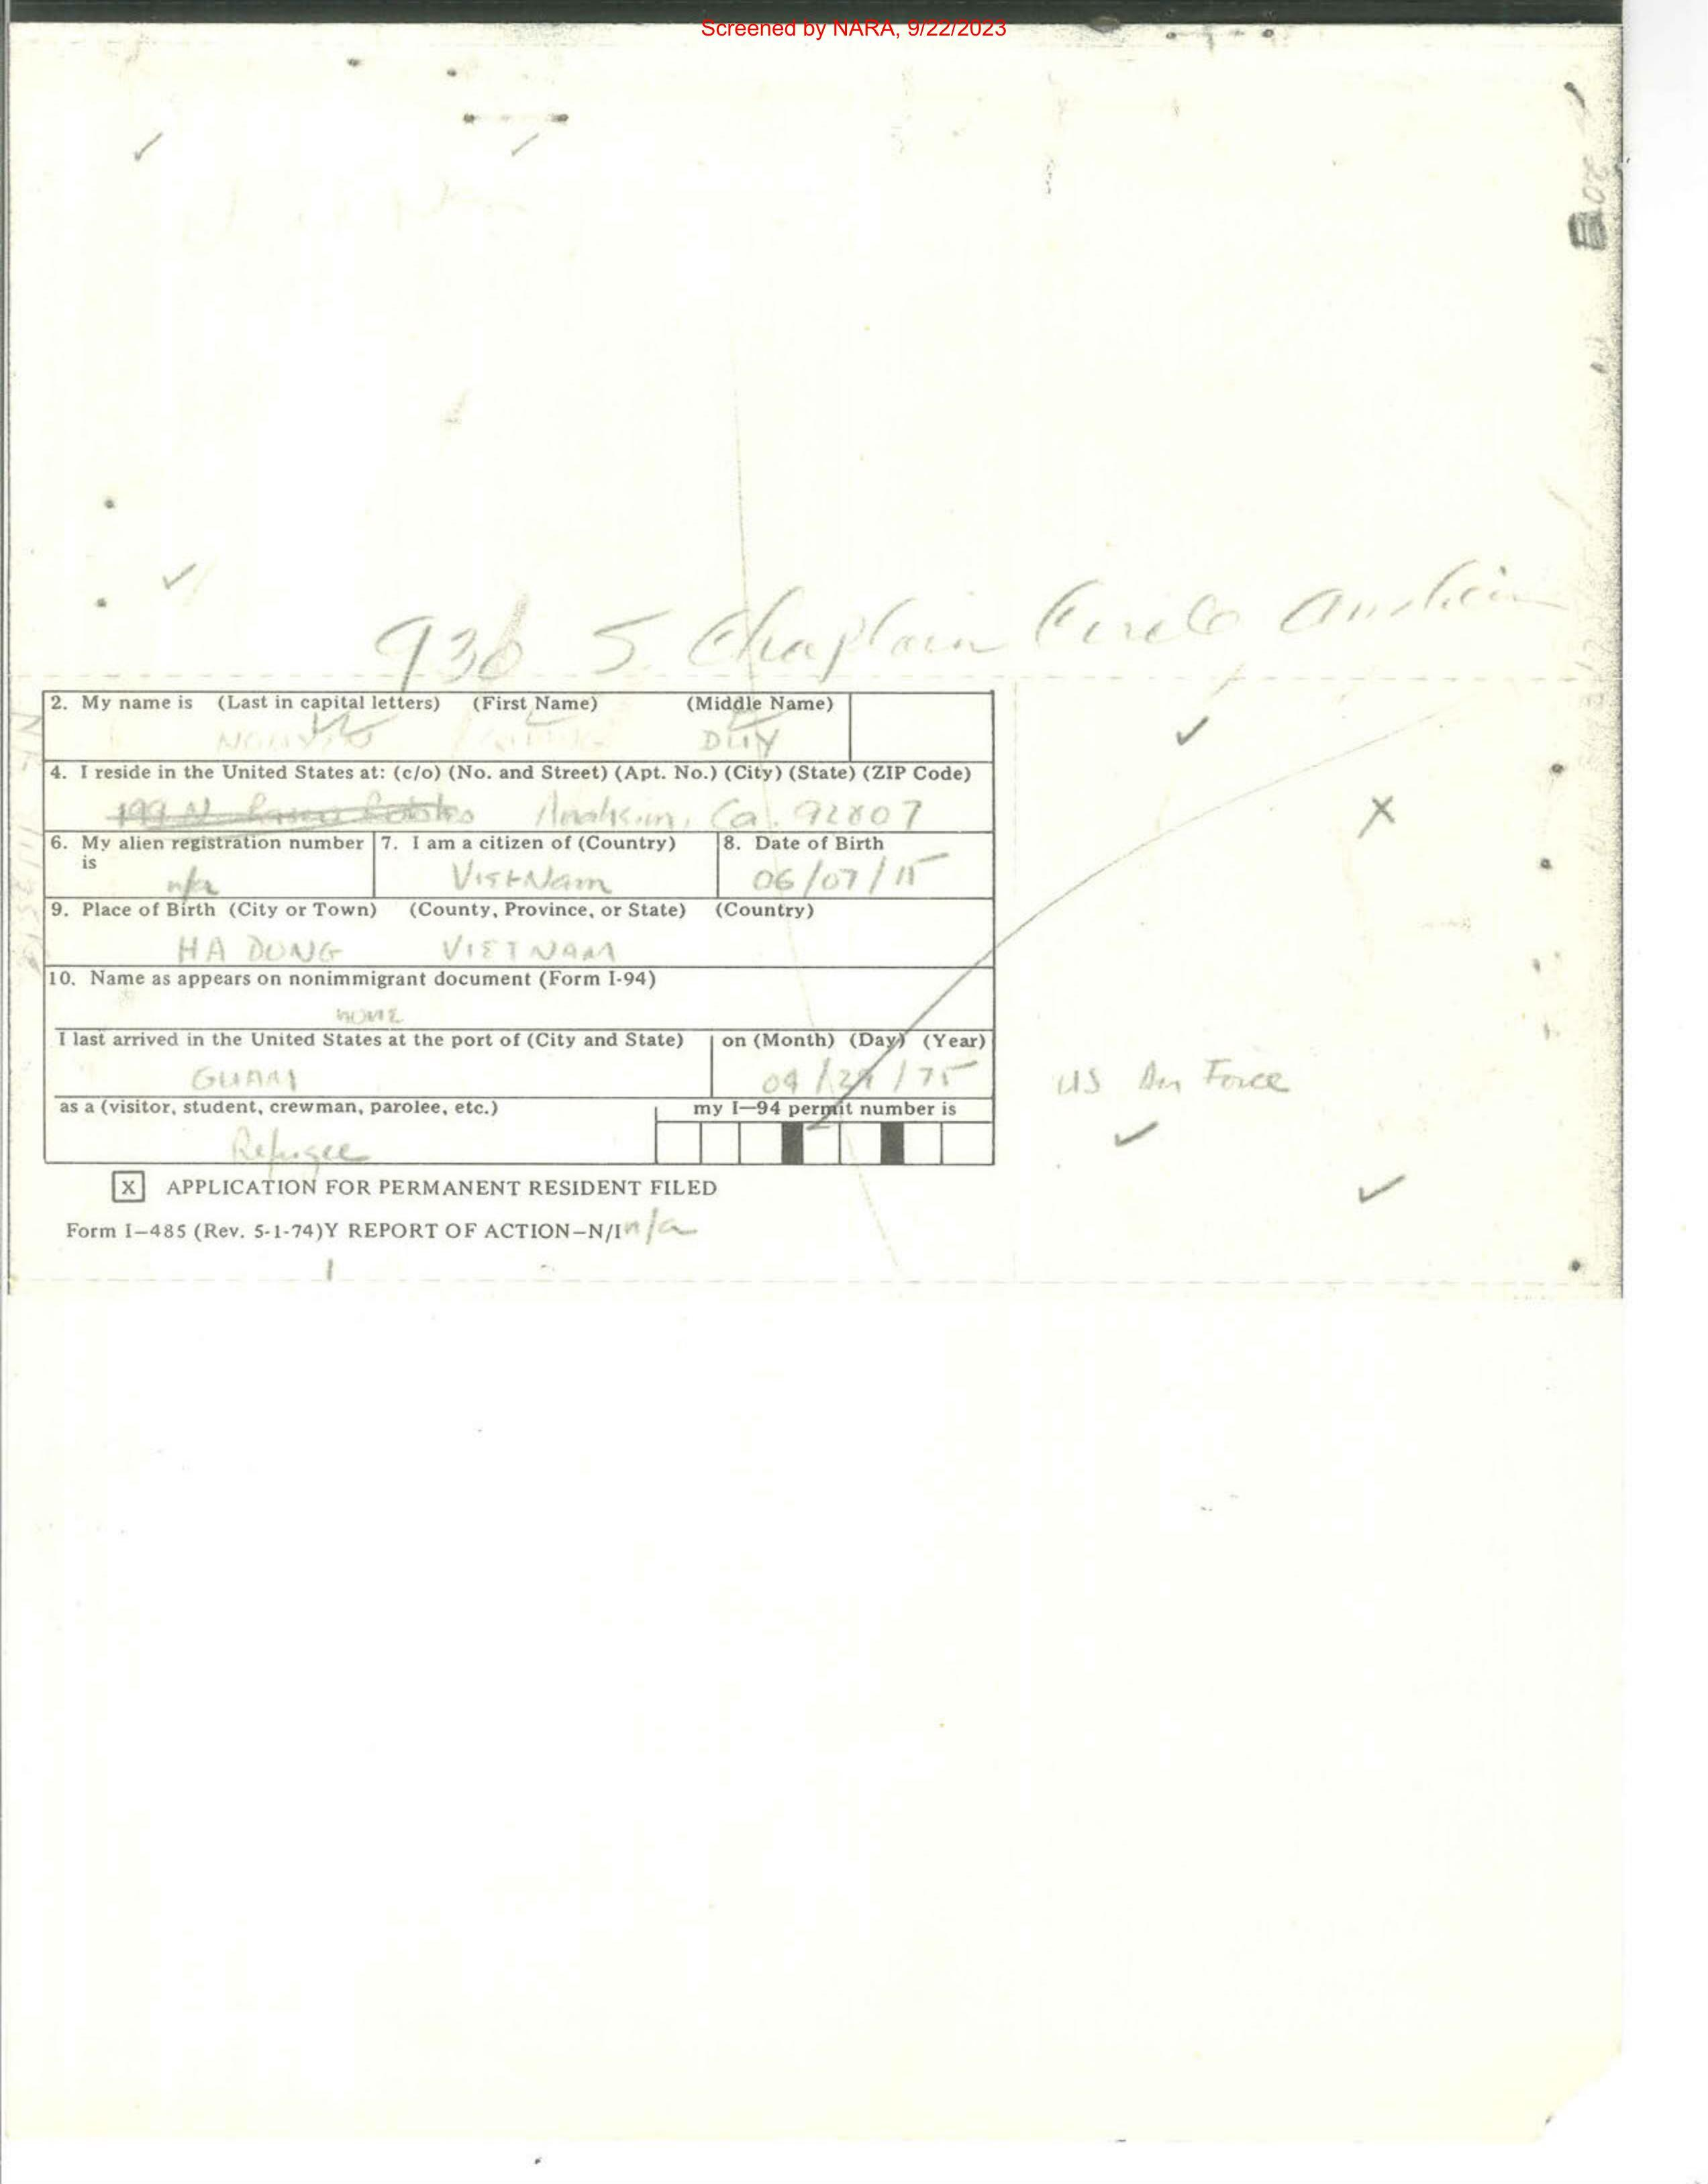 Screened by NARA, 9/22/2023
936 S. Chaplain Circle Anaheim
2. My name is (Last in capital letters) (First Name) (Middle Name)
DUY
4. I reside in the United States at: (c/o) (No. and Street) (Apt. No.) (City) (State) (ZIP Code)
199 N. Anaheim, Ca. 92807
6. My alien registration number is
n/a
7. I am a citizen of (Country)
VietNam
8. Date of Birth
06/07/15
9. Place of Birth (City or Town) (County, Province, or State) (Country)
HA DONG VIETNAM
10. Name as appears on nonimmigrant document (Form I-94)
NONE
I last arrived in the United States at the port of (City and State)
GUAM
on (Month) (Day) (Year)
04/29/75
US Air Force
as a (visitor, student, crewman, parolee, etc.)
Refugee
my I—94 permit number is
X APPLICATION FOR PERMANENT RESIDENT FILED
Form I—485 (Rev. 5-1-74)Y REPORT OF ACTION—N/I n/a